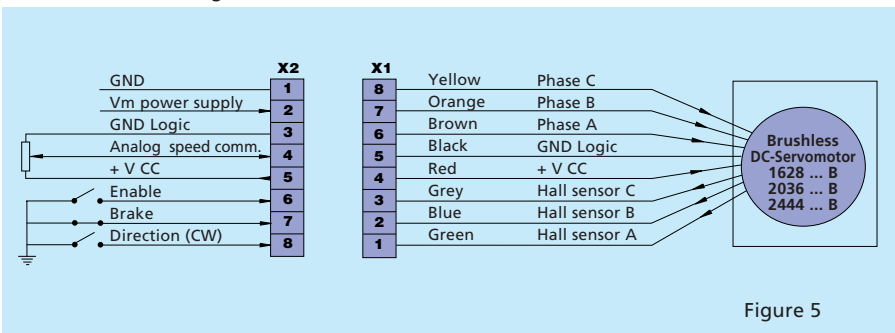 X2
GND 1
Vm power supply 2
GND Logic 3
Analog speed comm. 4
+ V CC 5
Enable 6
Brake 7
Direction (CW) 8
X1
8 Yellow Phase C
7 Orange Phase B
6 Brown Phase A
5 Black GND Logic
4 Red + V CC
3 Grey Hall sensor C
2 Blue Hall sensor B
1 Green Hall sensor A
Brushless
DC-Servomotor
1628 ... B
2036 ... B
2444 ... B
Figure 5